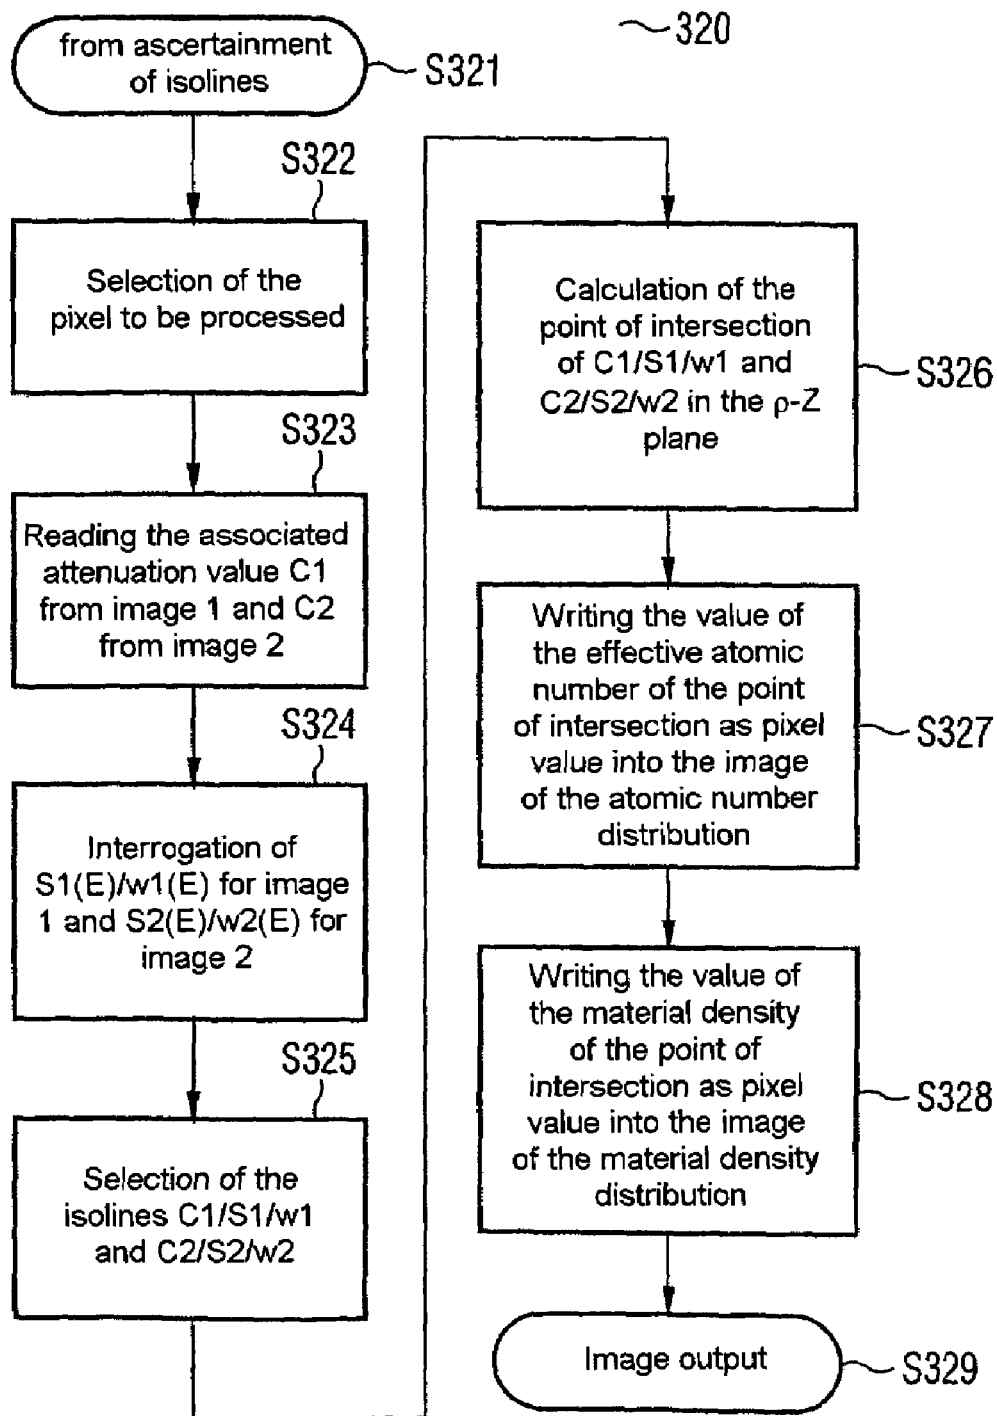 320
from ascertainment
of isolines
S321
S322
Selection of the
pixel to be processed
S323
Reading the associated
attenuation value C1
from image 1 and C2
from image 2
S324
Interrogation of
S1(E)/w1(E) for image
1 and S2(E)/w2(E) for
image 2
S325
Selection of the
isolines C1/S1/w1
and C2/S2/w2
Calculation of the
point of intersection
of C1/S1/w1 and
C2/S2/w2 in the ρ-Z
plane
S326
Writing the value of
the effective atomic
number of the point
of intersection as pixel
value into the image
of the atomic number
distribution
S327
Writing the value of
the material density
of the point of
intersection as pixel
value into the image
of the material density
distribution
S328
Image output
S329